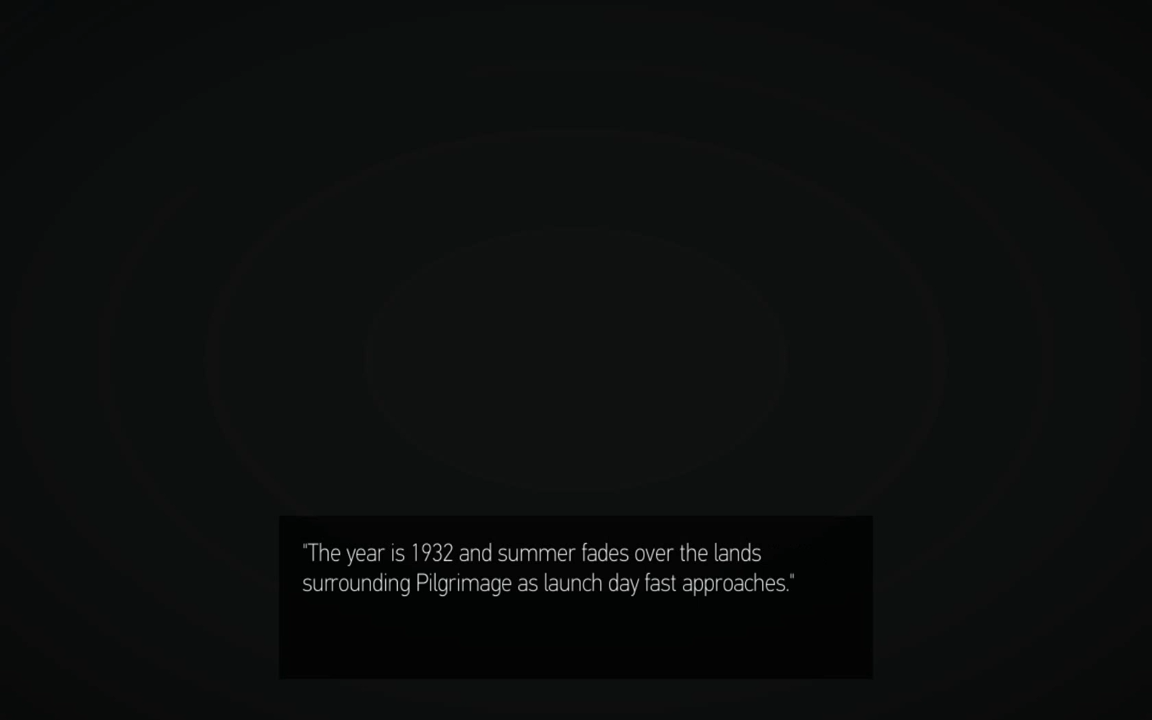 "The year is 1932 and summer fades over the lands
surrounding Pilgrimage as launch day fast approaches."